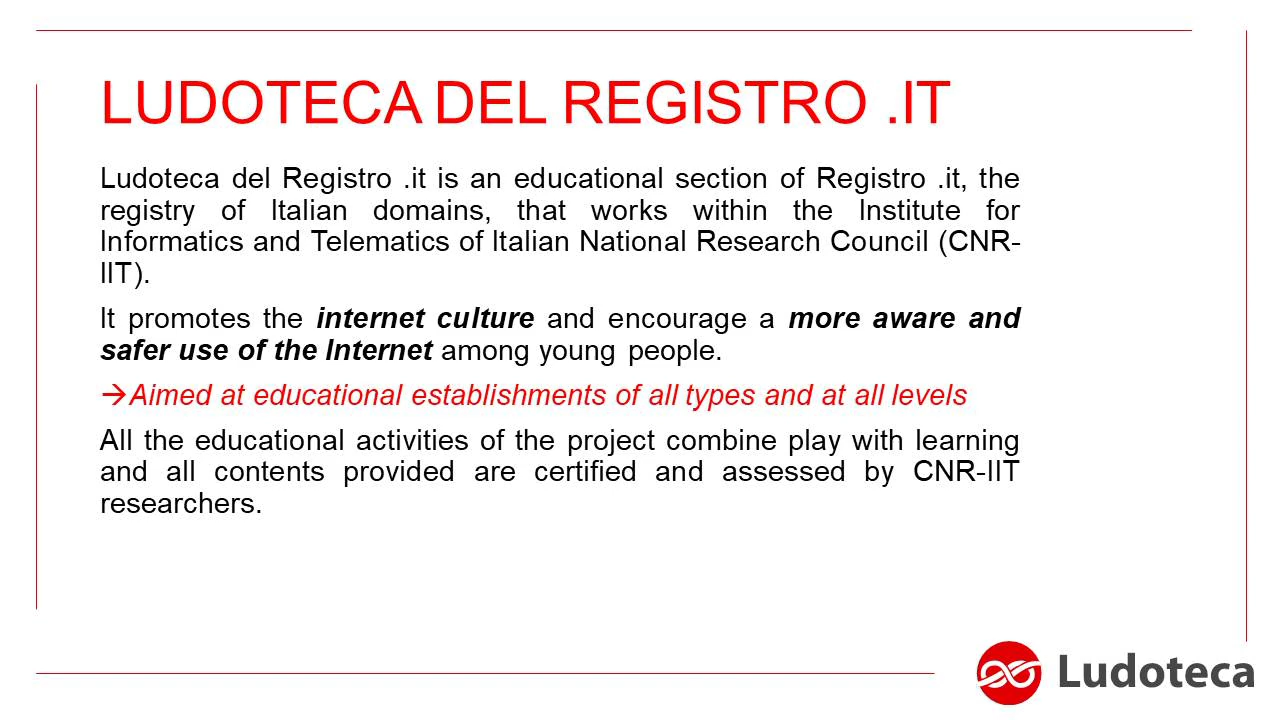 LUDOTECA DEL REGISTRO .IT
Ludoteca del Registro .it is an educational section of Registro .it, the
registry of Italian domains, that works within the Institute for
Informatics and Telematics of Italian National Research Council (CNR-
IIT).
It promotes the internet culture and encourage a more aware and
safer use of the Internet among young people.
→Aimed at educational establishments of all types and at all levels
All the educational activities of the project combine play with learning
and all contents provided are certified and assessed by CNR-IIT
researchers.
Ludoteca